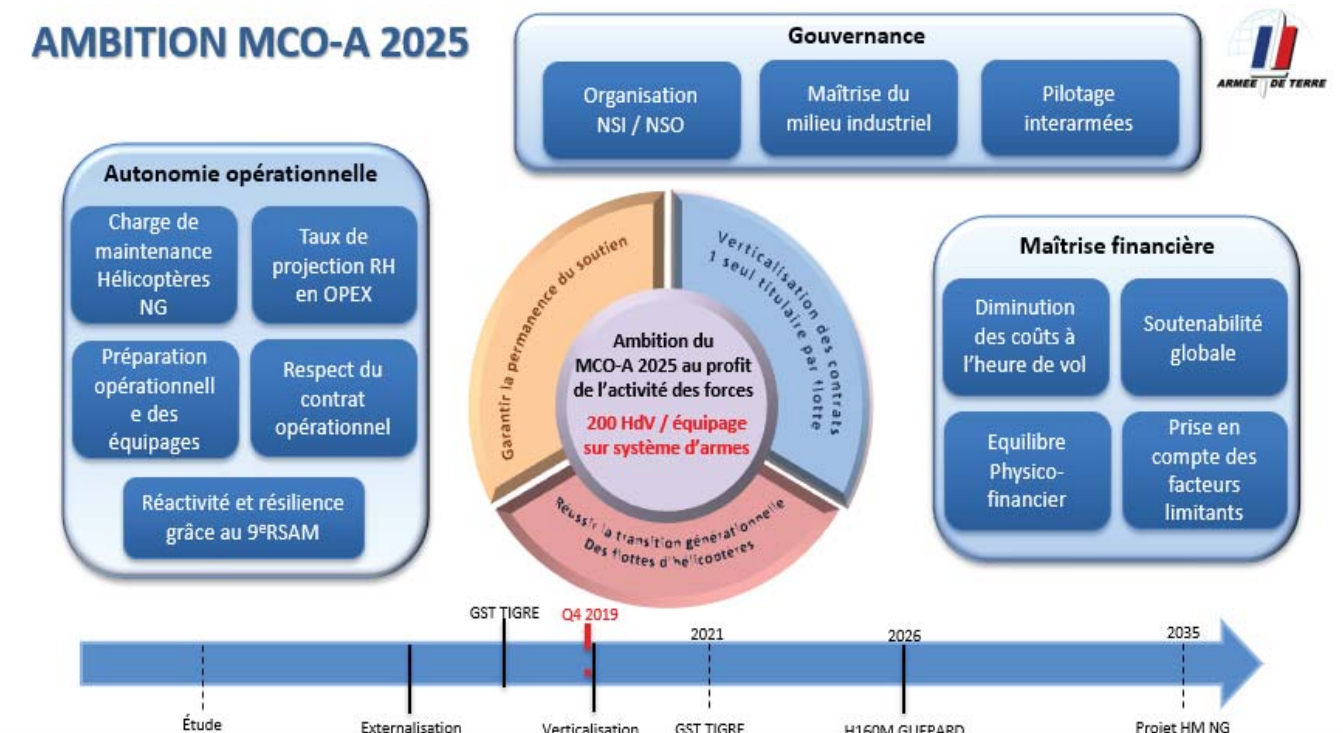 AMBITION MCO-A 2025
Gouvernance
Organisation
NSI / NSO
Maîtrise du
milieu industriel
Pilotage
interarmées
ARMEE DE TERRE
Autonomie opérationnelle
Charge de
maintenance
Hélicoptères
NG
Taux de
projection RH
en OPEX
Préparation
opérationnell
e des
équipages
Respect du
contrat
opérationnel
Réactivité et résilience
grâce au 9eRSAM
Garantir la permanence du soutien
Verticalisation des contrats
1 seul titulaire par flotte
Réussir la transition générationnelle
Des flottes d'hélicoptères
Ambition du
MCO-A 2025 au profit
de l'activité des forces
200 HdV / équipage
sur système d'armes
Maîtrise financière
Diminution
des coûts à
l'heure de vol
Soutenabilité
globale
Equilibre
Physico-
financier
Prise en
compte des
facteurs
limitants
GST TIGRE
Q4 2019
2021
2026
2035
Étude
Externalisation
Verticalisation
GST TIGRE
H160M GUEPARD
Projet HM NG